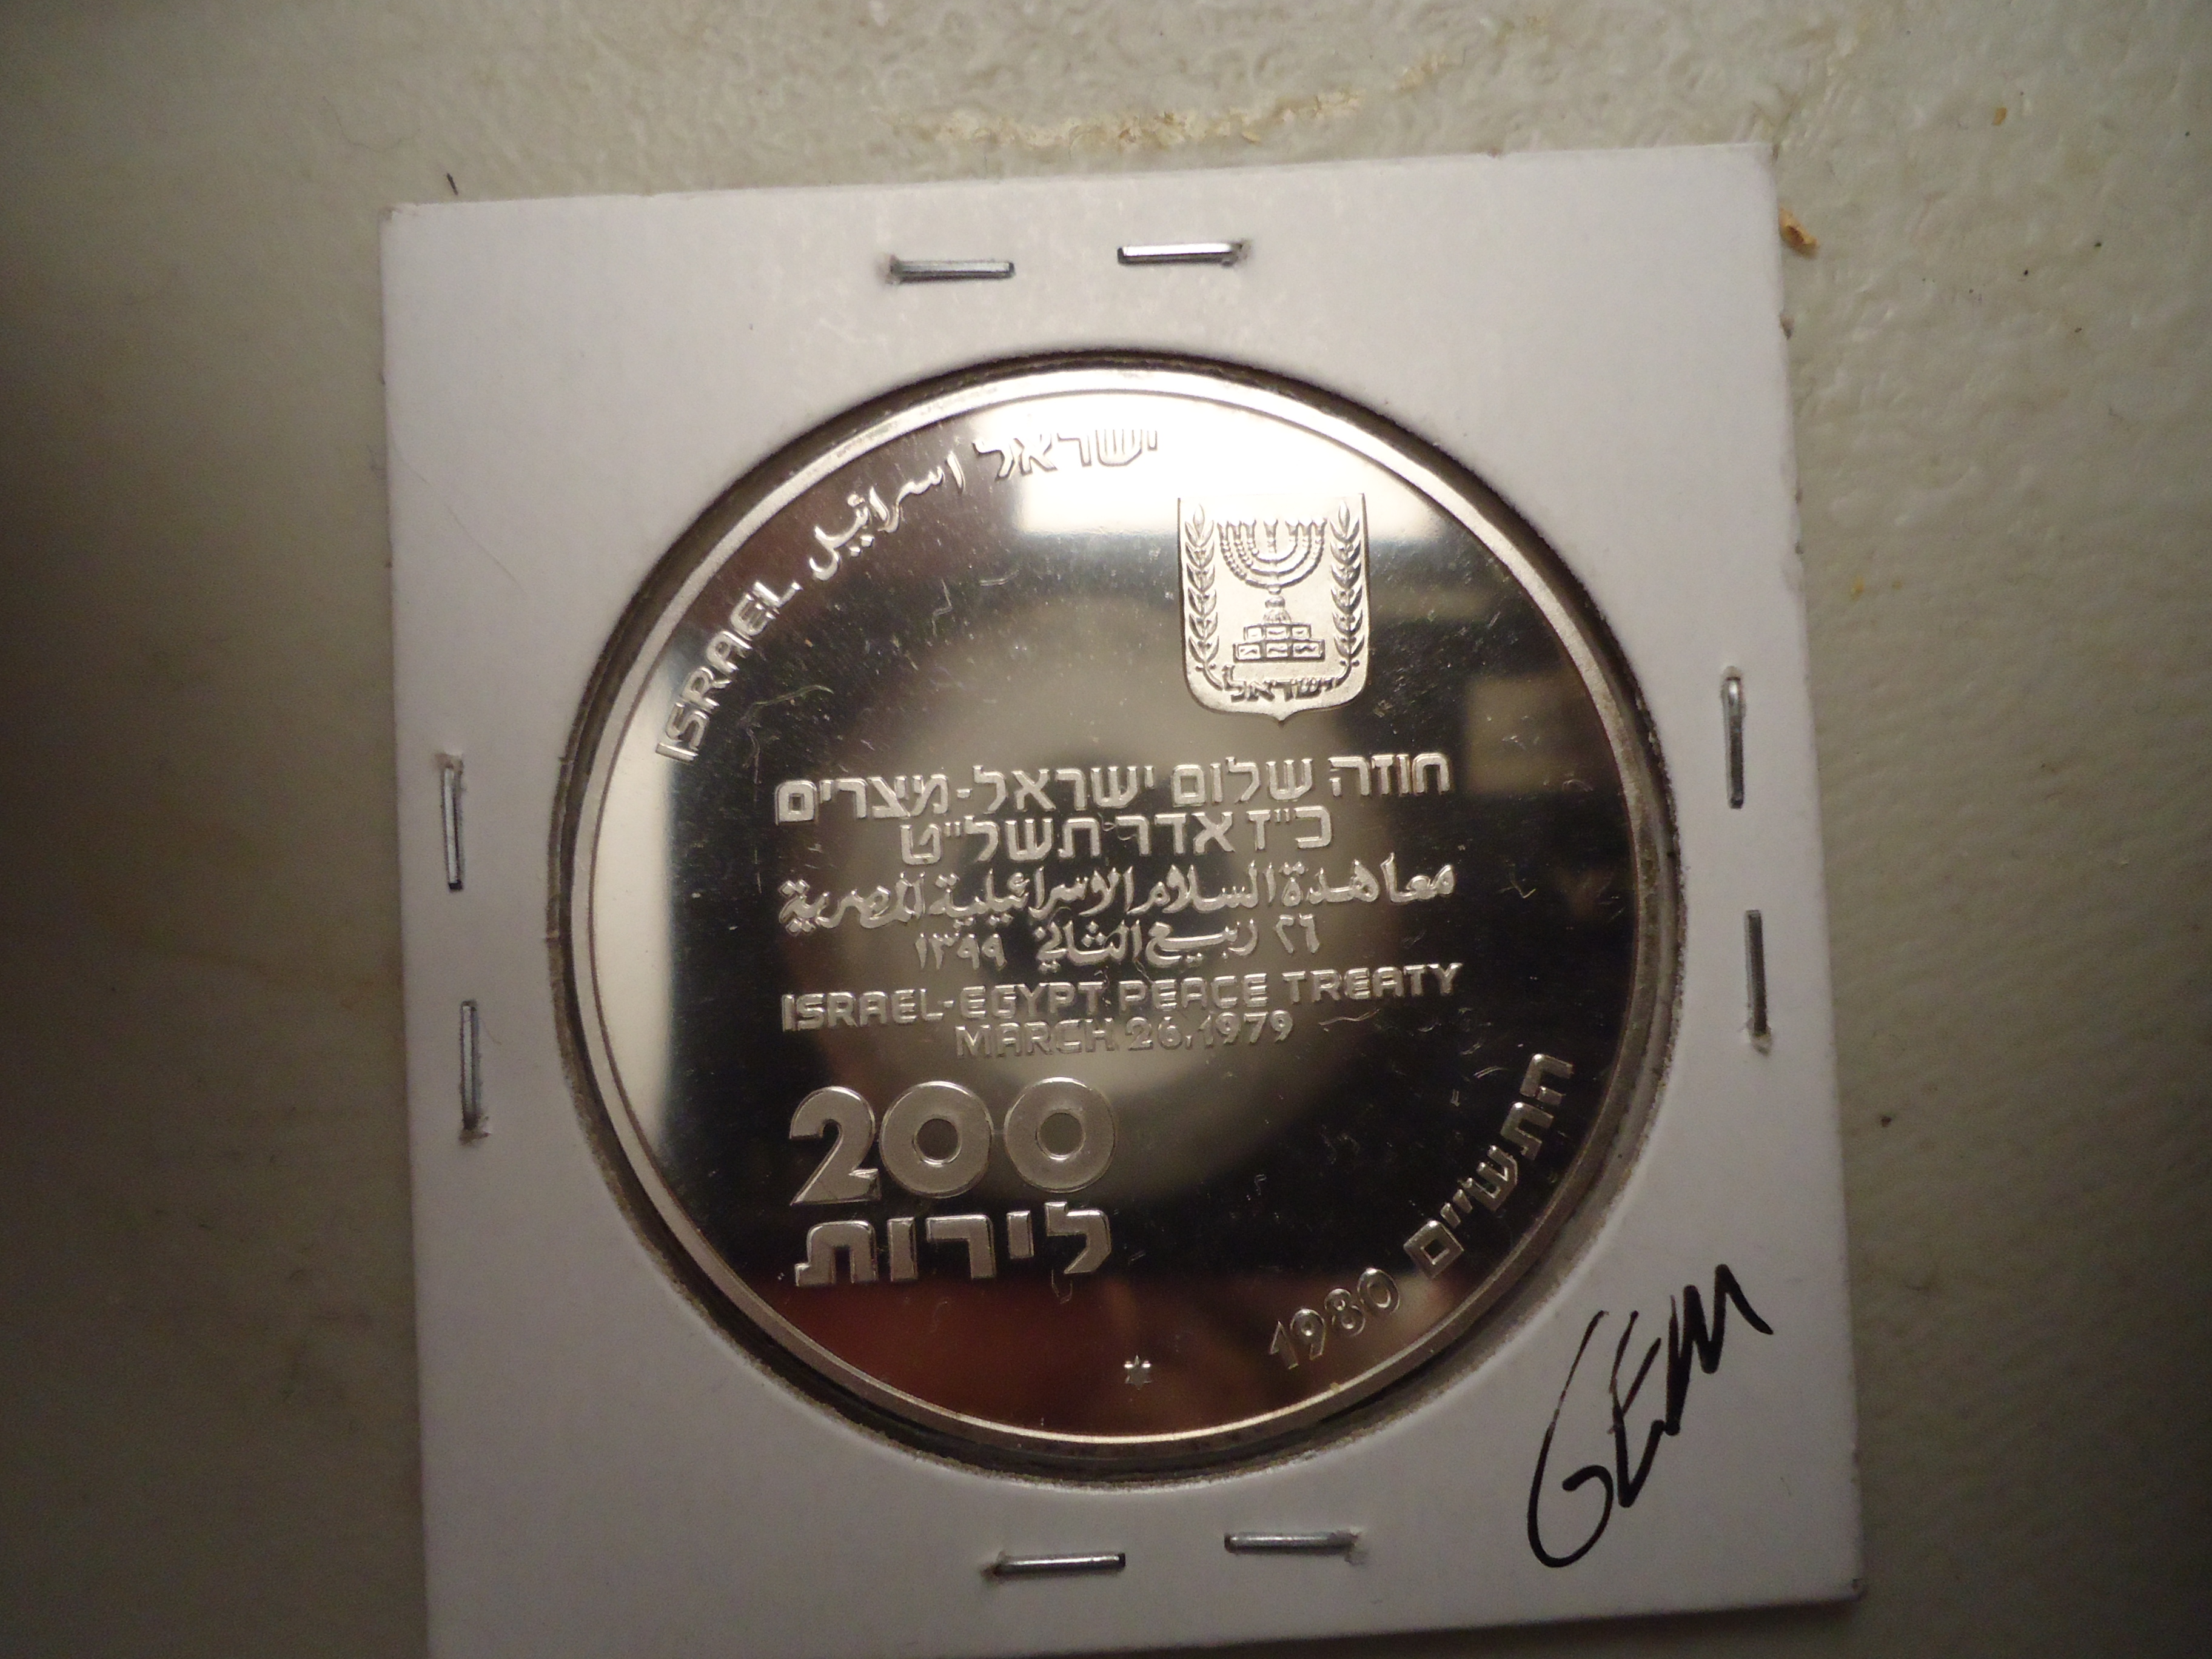 ישראל اسرائيل ISRAEL
ישראל
חוזה שלום ישראל-מצרים
כ"ז אדר תשל"ט
معاهدة السلام الاسرائيلية المصرية
٢٦ ربيع الثاني ١٣٩٩
ISRAEL-EGYPT PEACE TREATY
MARCH 26, 1979
200
לירות
התש"ם 1980
GEM